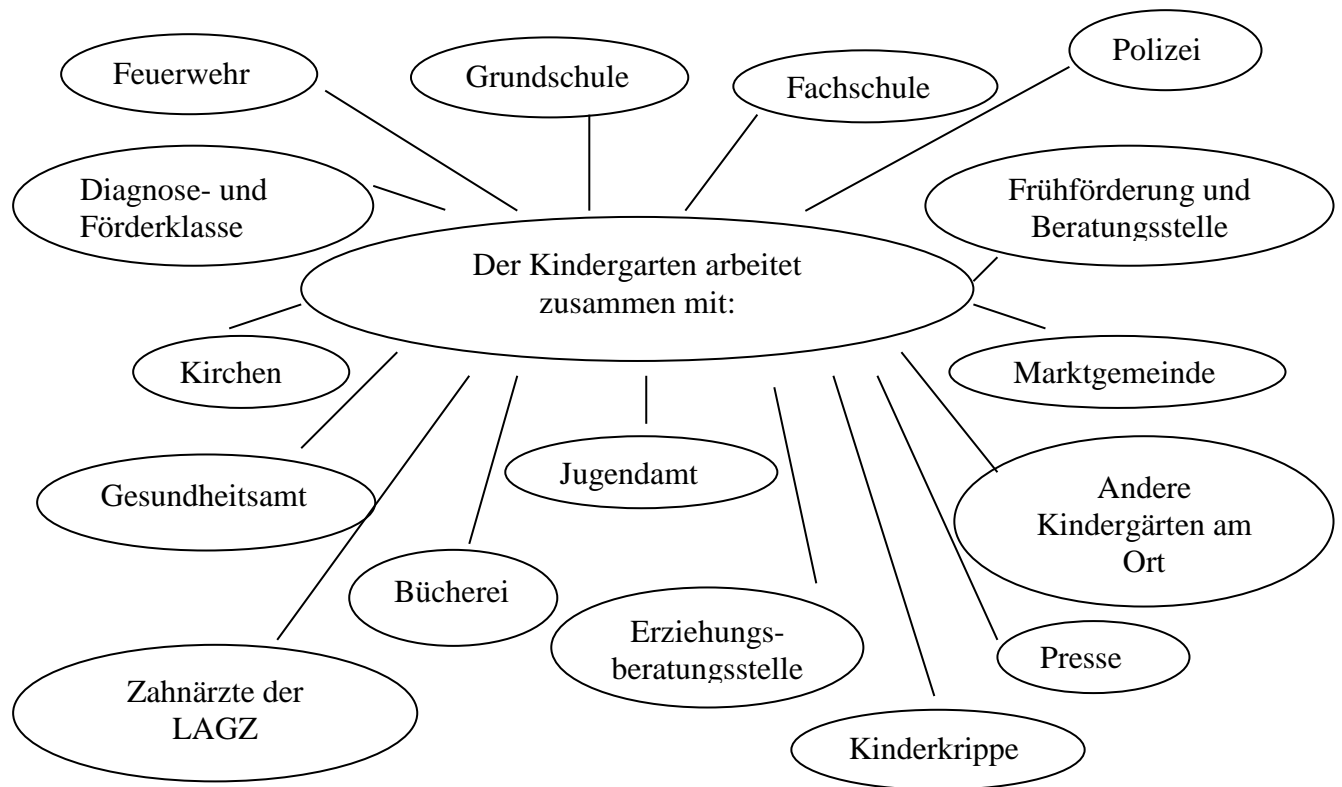 Feuerwehr
Grundschule
Fachschule
Polizei
Diagnose- und
Förderklasse
Frühförderung und
Beratungsstelle
Der Kindergarten arbeitet
zusammen mit:
Kirchen
Marktgemeinde
Gesundheitsamt
Jugendamt
Andere
Kindergärten am
Ort
Bücherei
Erziehungs-
beratungsstelle
Presse
Zahnärzte der
LAGZ
Kinderkrippe